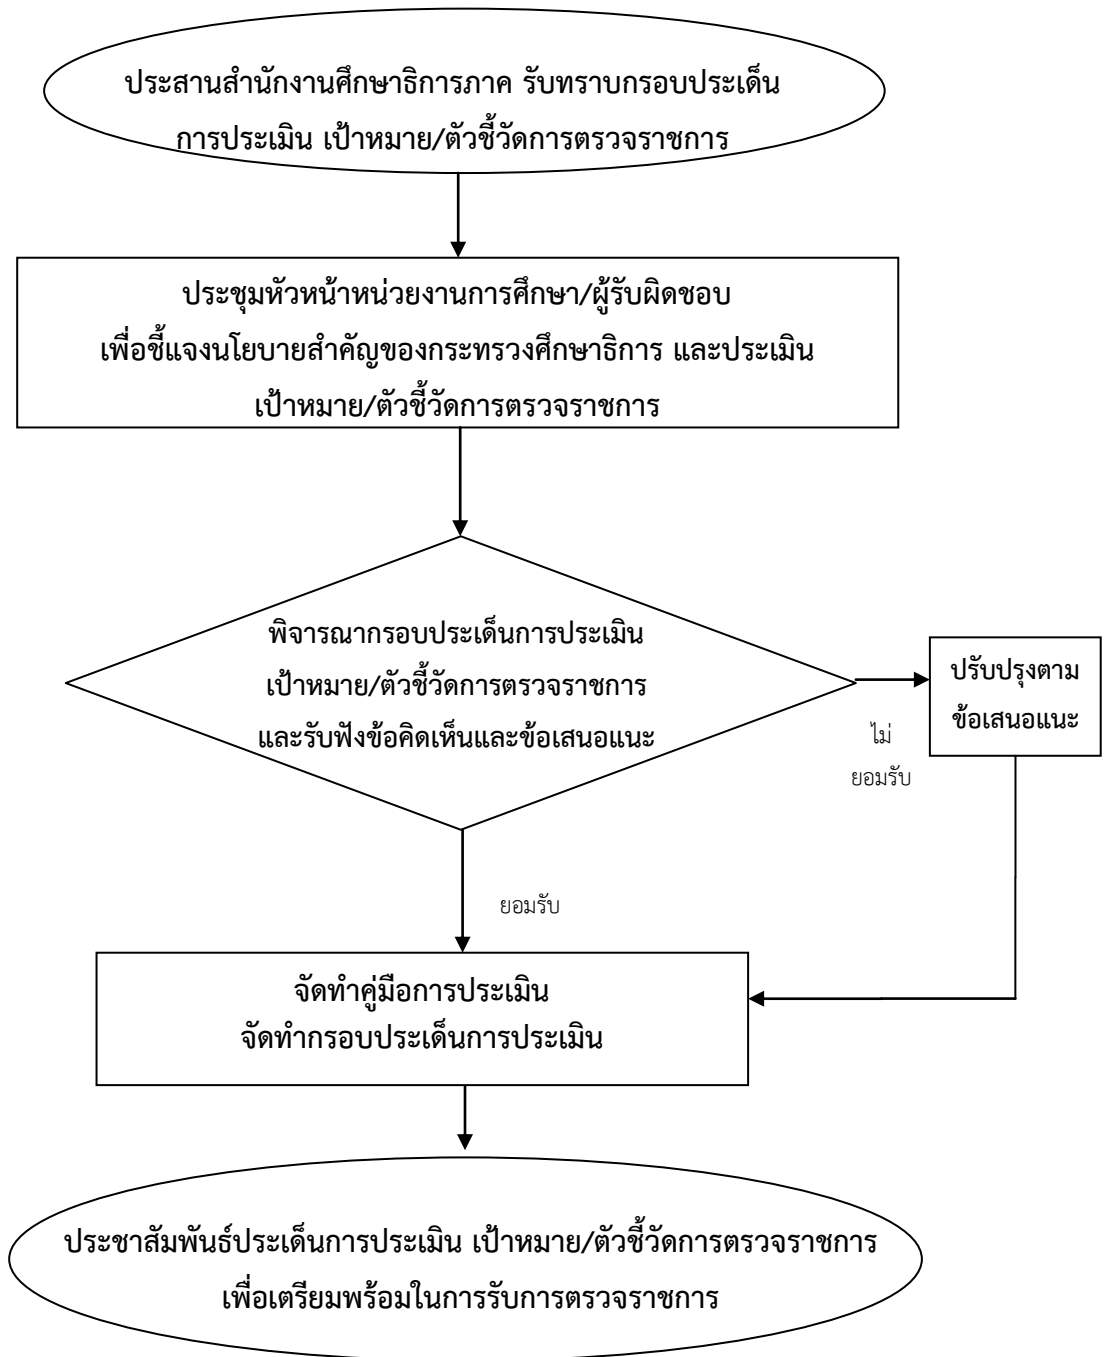 ประสานสำนักงานศึกษาธิการภาค รับทราบกรอบประเด็น
การประเมิน เป้าหมาย/ตัวชี้วัดการตรวจราชการ
ประชุมหัวหน้าหน่วยงานการศึกษา/ผู้รับผิดชอบ
เพื่อชี้แจงนโยบายสำคัญของกระทรวงศึกษาธิการ และประเมิน
เป้าหมาย/ตัวชี้วัดการตรวจราชการ
พิจารณากรอบประเด็นการประเมิน
เป้าหมาย/ตัวชี้วัดการตรวจราชการ
และรับฟังข้อคิดเห็นและข้อเสนอแนะ
ไม่
ยอมรับ
ปรับปรุงตาม
ข้อเสนอแนะ
ยอมรับ
จัดทำคู่มือการประเมิน
จัดทำกรอบประเด็นการประเมิน
ประชาสัมพันธ์ประเด็นการประเมิน เป้าหมาย/ตัวชี้วัดการตรวจราชการ
เพื่อเตรียมพร้อมในการรับการตรวจราชการ